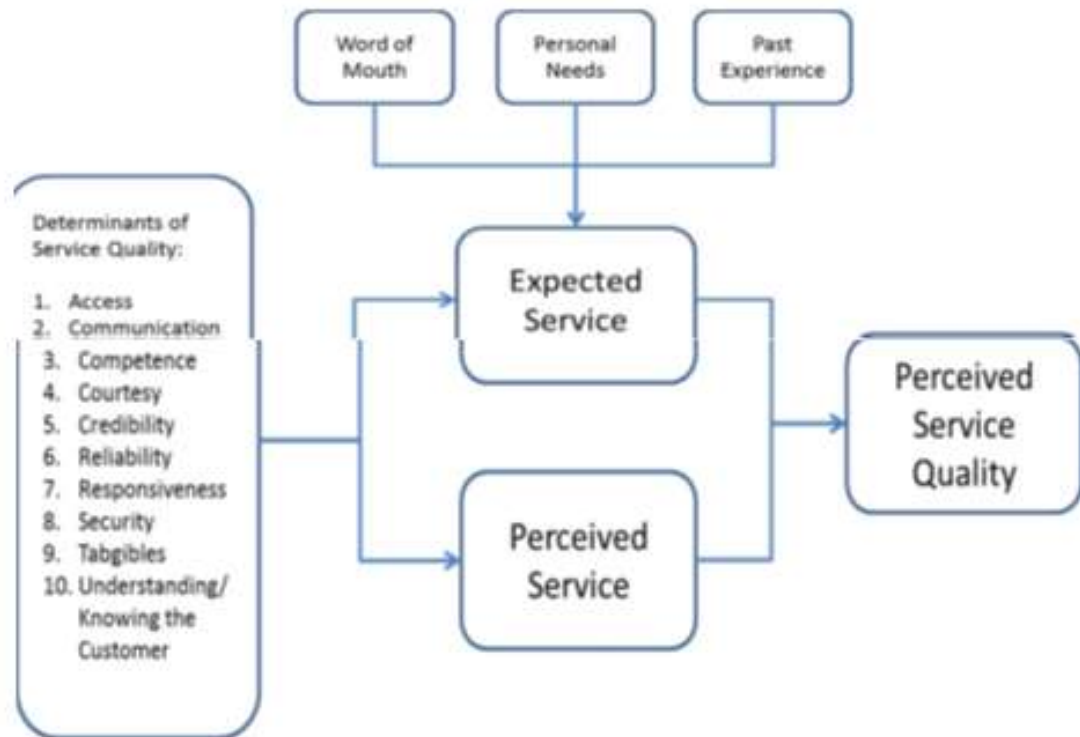 Word of
Mouth
Personal
Needs
Past
Experience
Determinants of
Service Quality:
1. Access
2. Communication
3. Competence
4. Courtesy
5. Credibility
6. Reliability
7. Responsiveness
8. Security
9. Tabgibles
10. Understanding/
Knowing the
Customer
Expected
Service
Perceived
Service
Perceived
Service
Quality